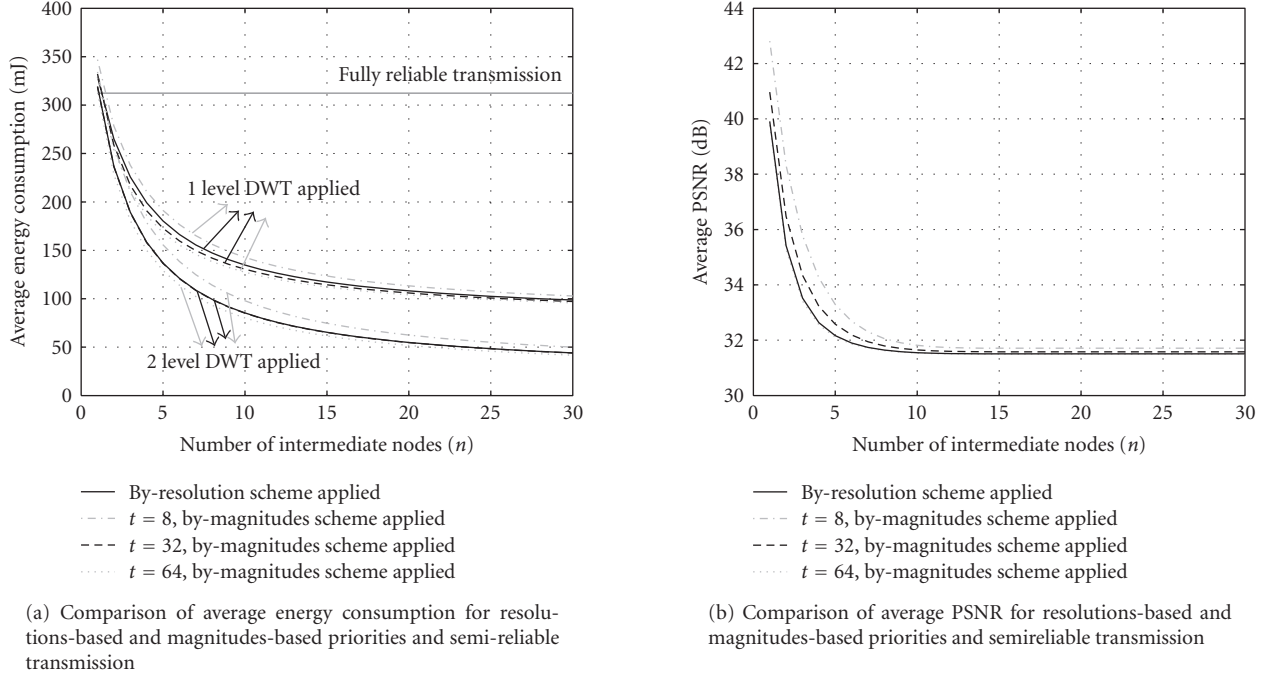 400
350
300
250
200
150
100
50
0
Average energy consumption (mJ)
Fully reliable transmission
1 level DWT applied
2 level DWT applied
0 5 10 15 20 25 30
Number of intermediate nodes (n)
By-resolution scheme applied
t = 8, by-magnitudes scheme applied
t = 32, by-magnitudes scheme applied
t = 64, by-magnitudes scheme applied
(a) Comparison of average energy consumption for resolu-
tions-based and magnitudes-based priorities and semi-reliable
transmission
44
42
40
38
36
34
32
30
Average PSNR (dB)
0 5 10 15 20 25 30
Number of intermediate nodes (n)
By-resolution scheme applied
t = 8, by-magnitudes scheme applied
t = 32, by-magnitudes scheme applied
t = 64, by-magnitudes scheme applied
(b) Comparison of average PSNR for resolutions-based and
magnitudes-based priorities and semireliable transmission